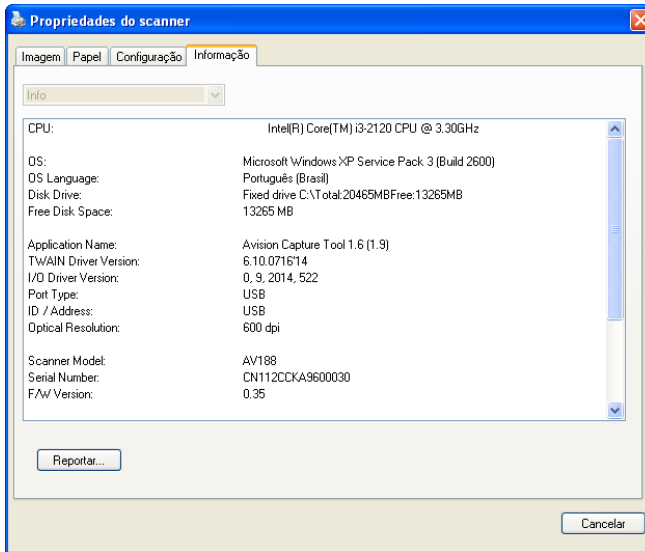 Propriedades do scanner
Imagem Papel Configuração Informação
Info
CPU: Intel(R) Core(TM) i3-2120 CPU @ 3.30GHz
OS: Microsoft Windows XP Service Pack 3 (Build 2600)
OS Language: Português (Brasil)
Disk Drive: Fixed drive C:\Total:20465MBFree:13265MB
Free Disk Space: 13265 MB
Application Name: Avision Capture Tool 1.6 (1.9)
TWAIN Driver Version: 6.10.0716'14
I/O Driver Version: 0, 9, 2014, 522
Port Type: USB
ID / Address: USB
Optical Resolution: 600 dpi
Scanner Model: AV188
Serial Number: CN112CCKA9600030
F/W Version: 0.35
Reportar...
Cancelar